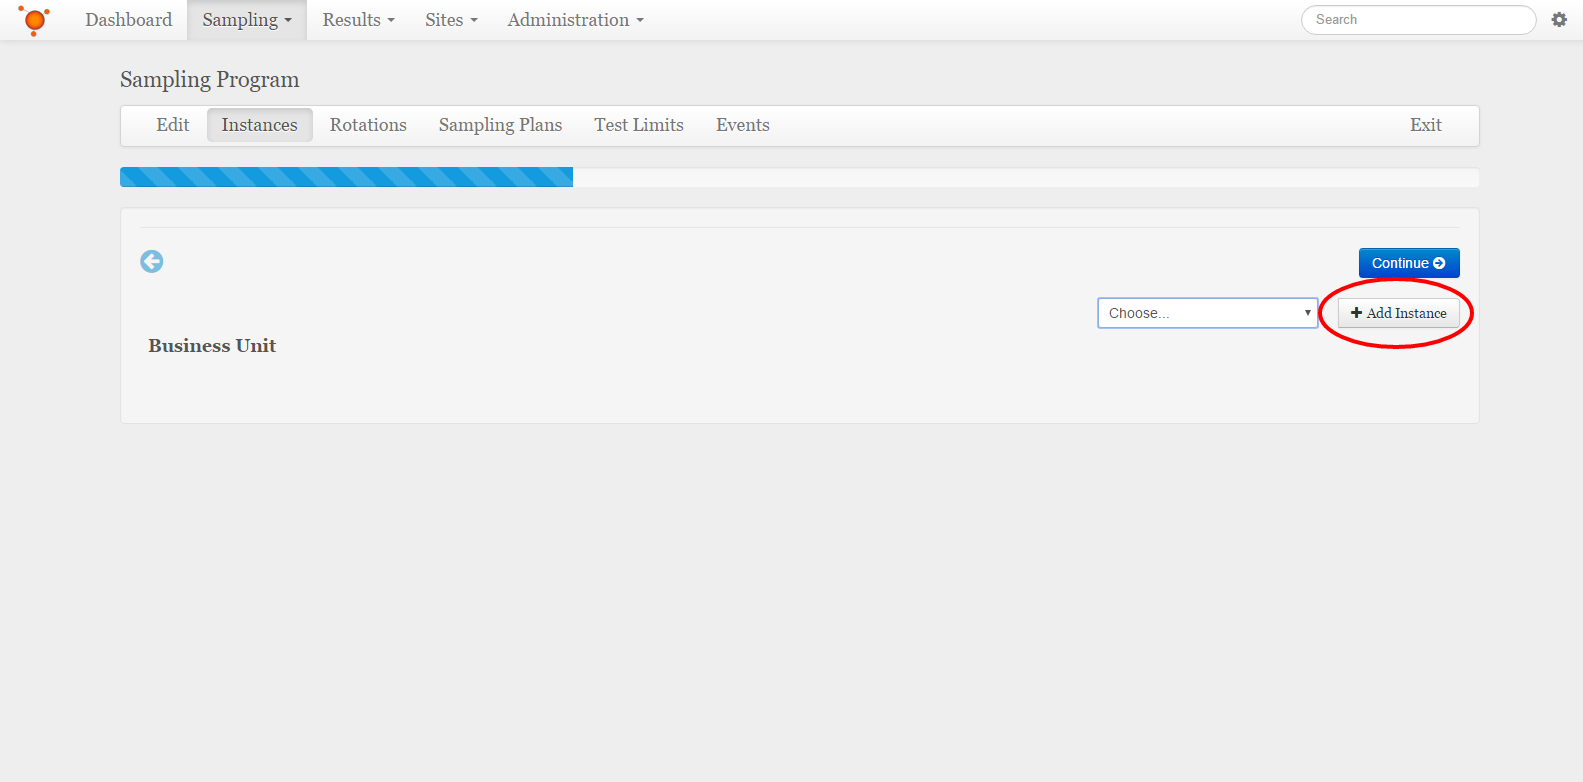 Dashboard Sampling Results Sites Administration Search
Sampling Program
Edit Instances Rotations Sampling Plans Test Limits Events Exit
Continue
Choose... Add Instance
Business Unit